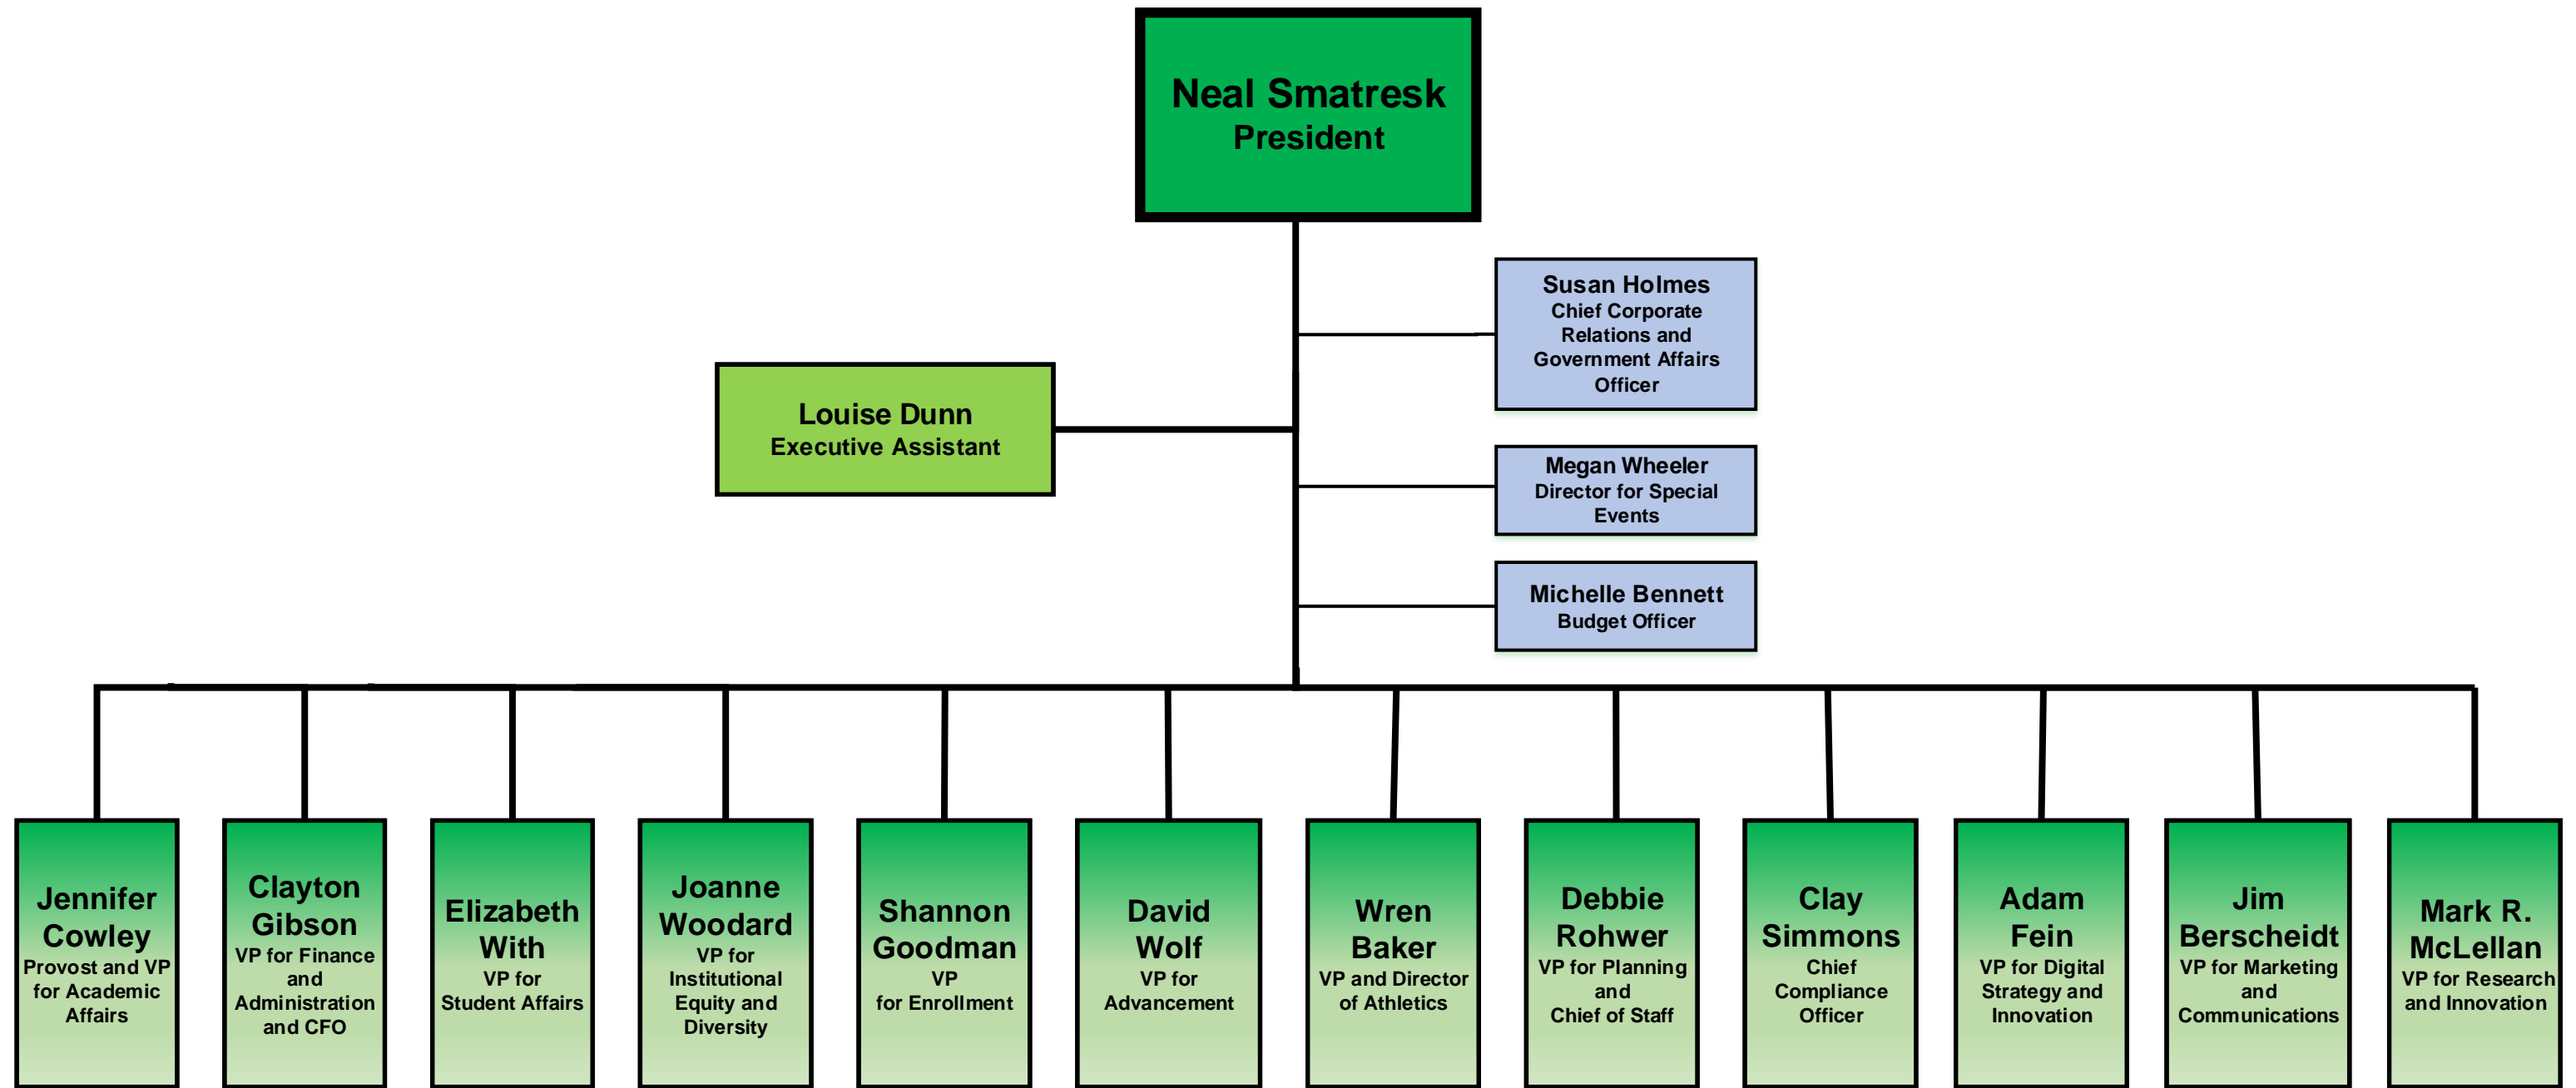 Neal Smatresk
President
Susan Holmes
Chief Corporate
Relations and
Government Affairs
Officer
Louise Dunn
Executive Assistant
Megan Wheeler
Director for Special
Events
Michelle Bennett
Budget Officer
Jennifer
Cowley
Provost and VP
for Academic
Affairs
Clayton
Gibson
VP for Finance
and
Administration
and CFO
Elizabeth
With
VP for
Student Affairs
Joanne
Woodard
VP for
Institutional
Equity and
Diversity
Shannon
Goodman
VP
for Enrollment
David
Wolf
VP for
Advancement
Wren
Baker
VP and Director
of Athletics
Debbie
Rohwer
VP for Planning
and
Chief of Staff
Clay
Simmons
Chief
Compliance
Officer
Adam
Fein
VP for Digital
Strategy and
Innovation
Jim
Berscheidt
VP for Marketing
and
Communications
Mark R.
McLellan
VP for Research
and Innovation